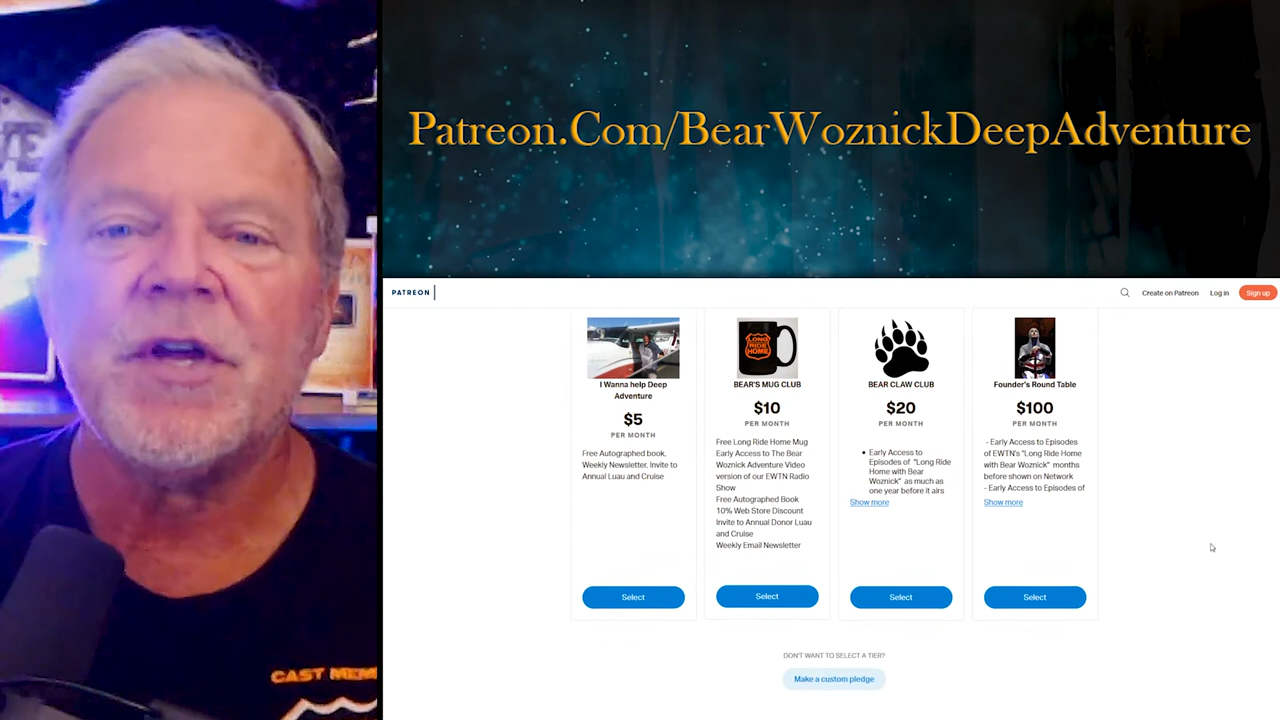 Patreon.Com/BearWoznickDeepAdventure
PATREON
Create on Patreon
Log in
Sign up
I Wanna help Deep
Adventure
$5
PER MONTH
Free Autographed book,
Weekly Newsletter, Invite to
Annual Luau and Cruise
Select
LONG
RIDE
HOME
BEAR'S MUG CLUB
$10
PER MONTH
Free Long Ride Home Mug
Early Access to The Bear
Woznick Adventure Video
version of our EWTN Radio
Show
Free Autographed Book
10% Web Store Discount
Invite to Annual Donor Luau
and Cruise
Weekly Email Newsletter
Select
BEAR CLAW CLUB
$20
PER MONTH
• Early Access to
Episodes of "Long Ride
Home with Bear
Woznick" as much as
one year before it airs
Show more
Select
Founder's Round Table
$100
PER MONTH
- Early Access to Episodes
of EWTN's "Long Ride
Home with Bear Woznick" months
before shown on Network
- Early Access to Episodes of
Show more
Select
DON'T WANT TO SELECT A TIER?
Make a custom pledge
CAST MEM